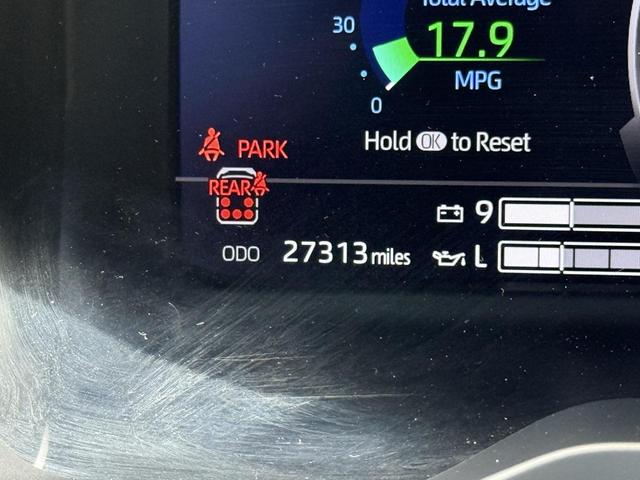 Total Average
30
17.9
MPG
0
Hold OK to Reset
PARK
REAR
9
ODO 27313 miles
L